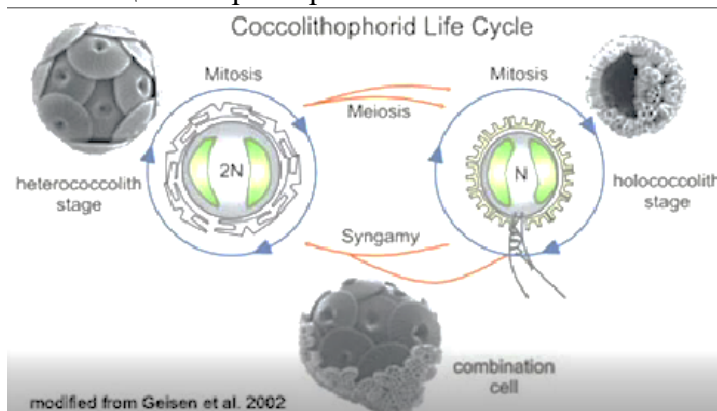 Coccolithophorid Life Cycle
Mitosis
Mitosis
Meiosis
2N
N
heterococcolith
stage
holococcolith
stage
Syngamy
combination
cell
modified from Geisen et al. 2002